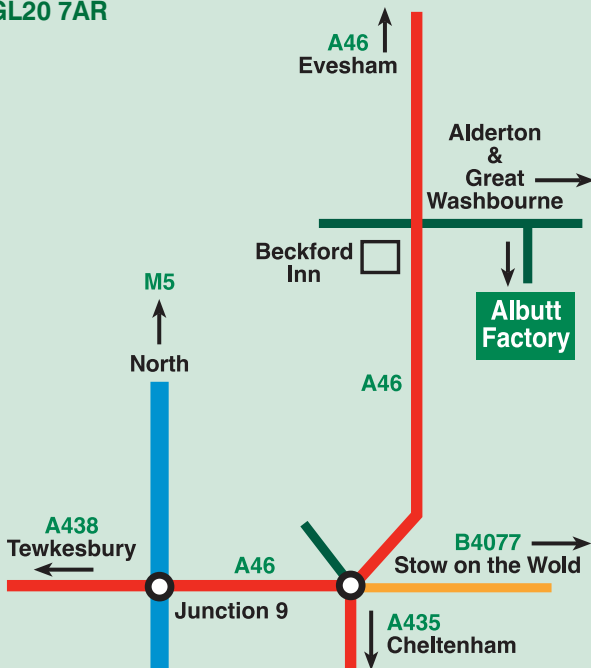 GL20 7AR
A46
Evesham
Alderton
&
Great
Washbourne
Beckford
Inn
Albutt
Factory
M5
North
A46
A438
Tewkesbury
A46
B4077
Stow on the Wold
Junction 9
A435
Cheltenham